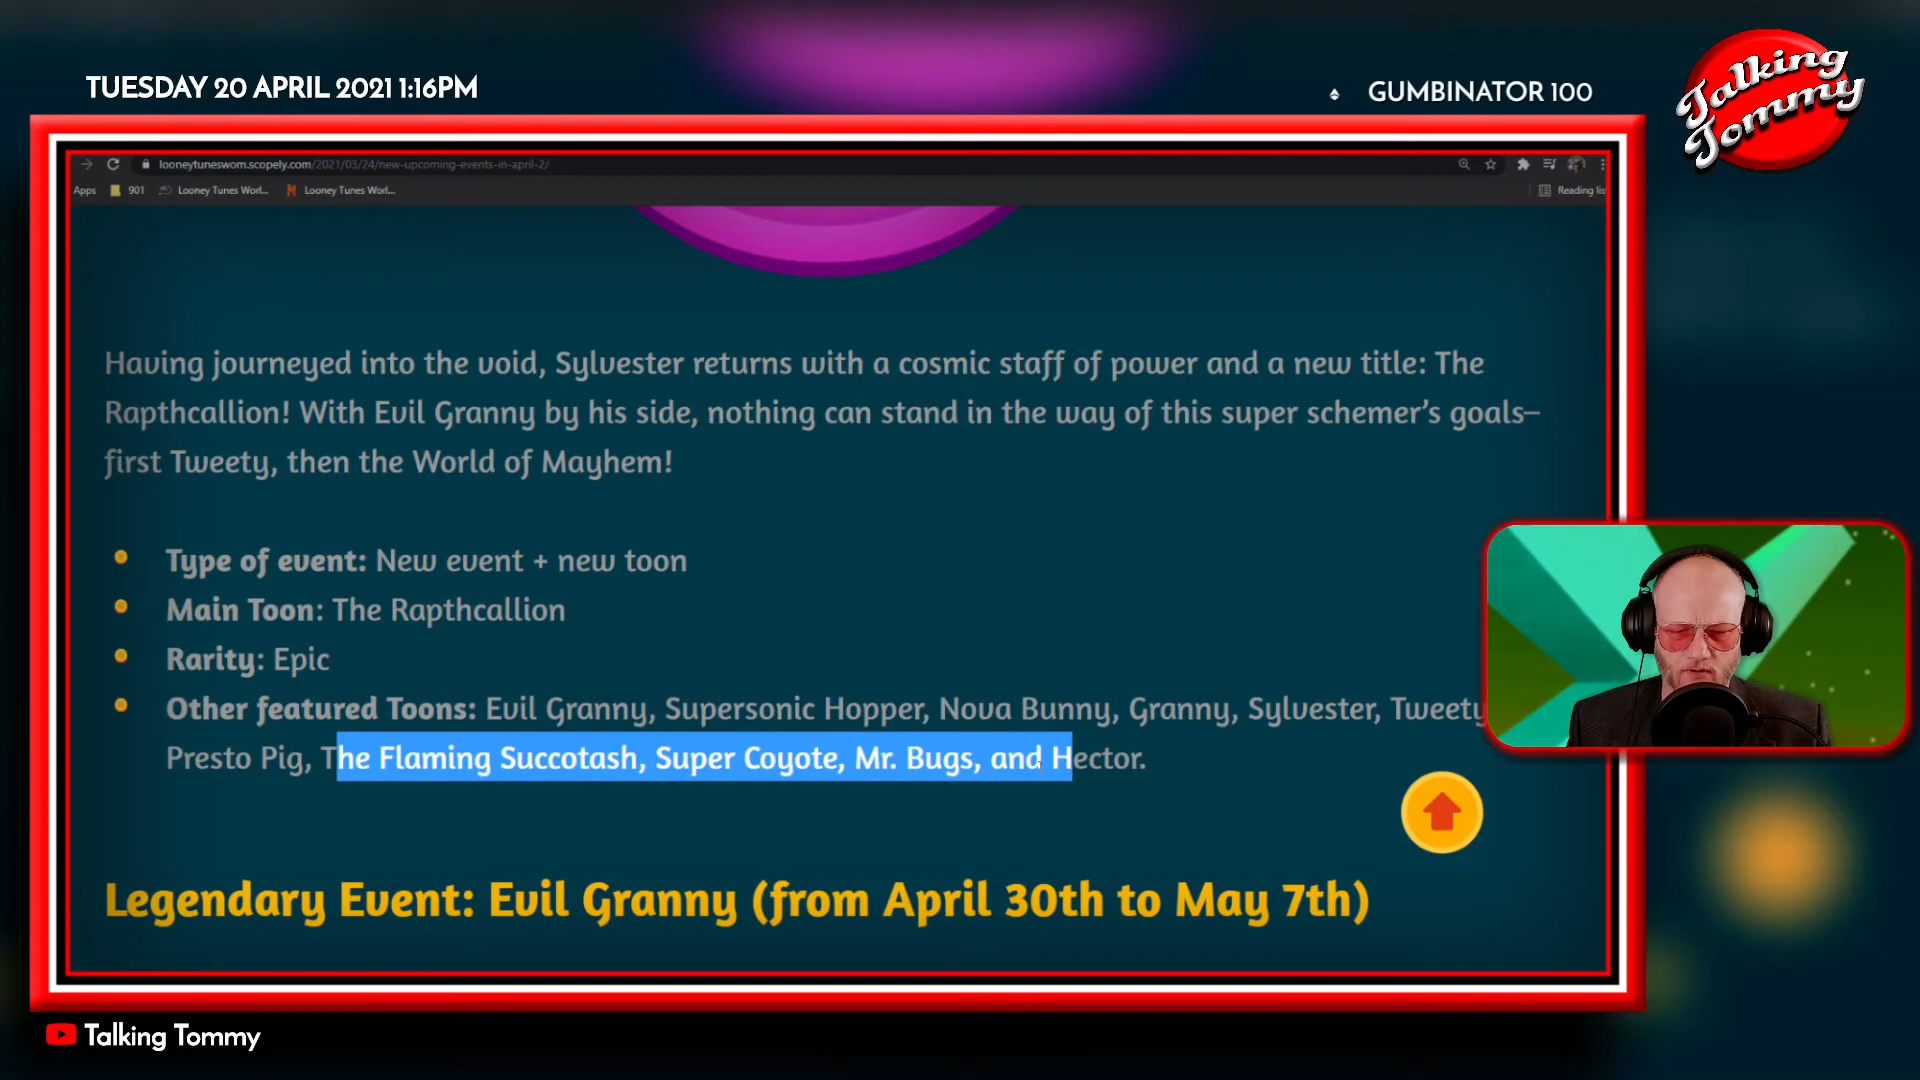 TUESDAY 20 APRIL 2021 1:16PM
GUMBINATOR 100
Talking
Tommy
looneytuneswom.scopely.com/2021/03/24/new-upcoming-events-in-april-2/
Apps 901 Looney Tunes Worl... Looney Tunes Worl... Reading lis
Having journeyed into the void, Sylvester returns with a cosmic staff of power and a new title: The
Rapthcallion! With Evil Granny by his side, nothing can stand in the way of this super schemer's goals–
first Tweety, then the World of Mayhem!
Type of event: New event + new toon
Main Toon: The Rapthcallion
Rarity: Epic
Other featured Toons: Evil Granny, Supersonic Hopper, Nova Bunny, Granny, Sylvester, Tweety
Presto Pig, The Flaming Succotash, Super Coyote, Mr. Bugs, and Hector.
Legendary Event: Evil Granny (from April 30th to May 7th)
Talking Tommy